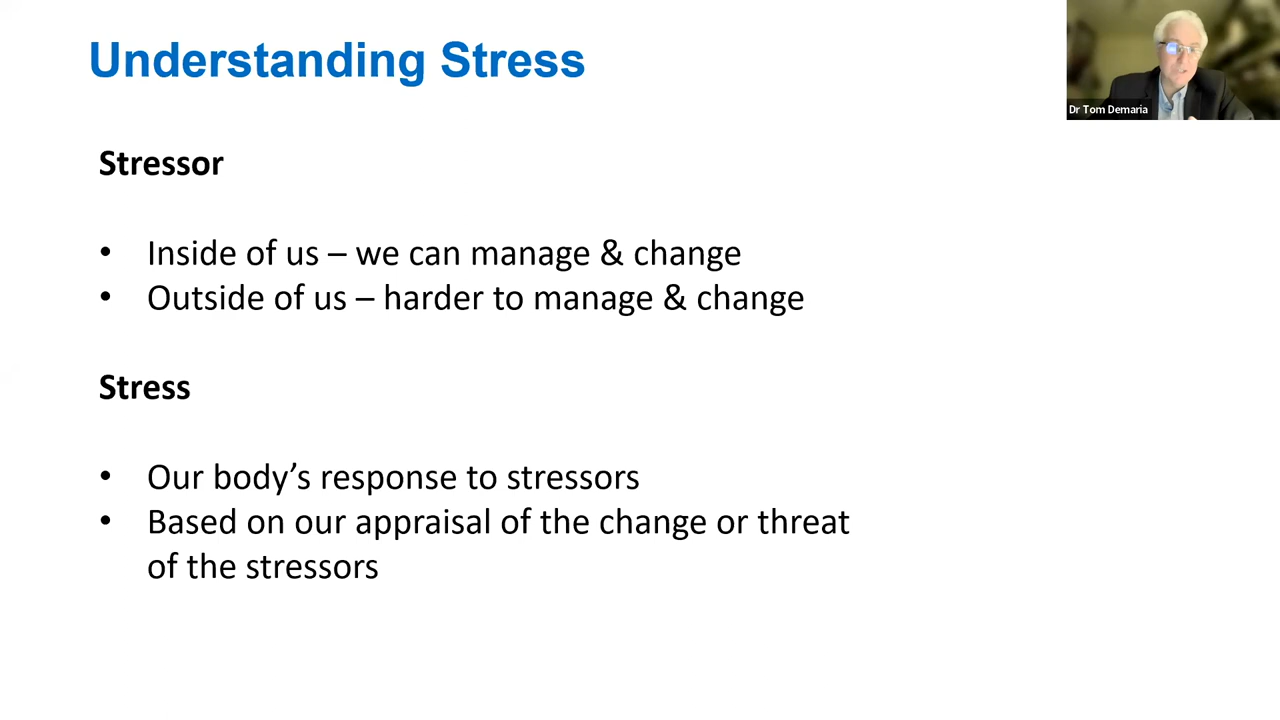 Understanding Stress
Dr Tom Demaria
Stressor
• Inside of us – we can manage & change
• Outside of us – harder to manage & change
Stress
• Our body’s response to stressors
• Based on our appraisal of the change or threat
of the stressors